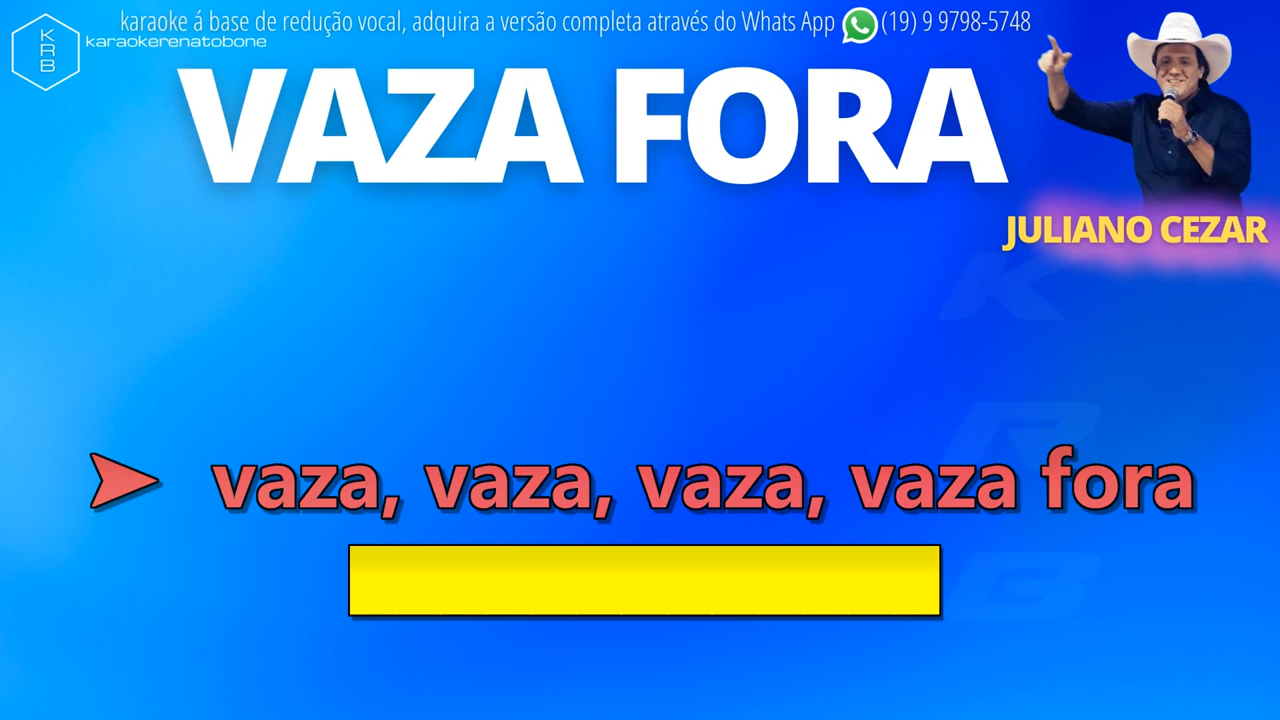 karaoke á base de redução vocal, adquira a versão completa através do Whats App (19) 9 9798-5748
KRB
karaokerenatobone
VAZA FORA
JULIANO CEZAR
K
R
B
vaza, vaza, vaza, vaza fora